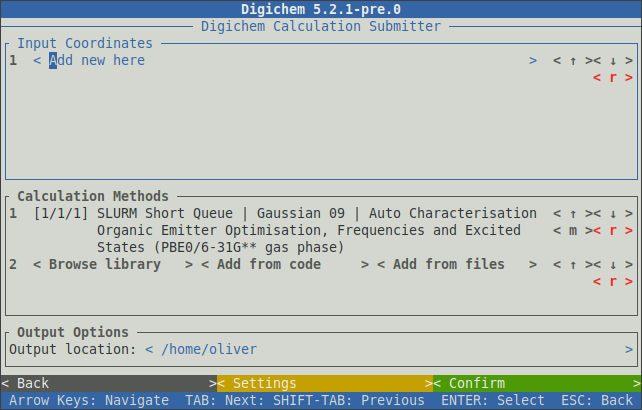 Digichem 5.2.1-pre.0
Digichem Calculation Submitter
Input Coordinates
1 < Add new here > < ↑ >< ↓ >
< r >
Calculation Methods
1 [1/1/1] SLURM Short Queue | Gaussian 09 | Auto Characterisation < ↑ >< ↓ >
Organic Emitter Optimisation, Frequencies and Excited < m >< r >
States (PBE0/6-31G** gas phase)
2 < Browse library > < Add from code > < Add from files > < ↑ >< ↓ >
< r >
Output Options
Output location: < /home/oliver >
< Back >< Settings >< Confirm >
Arrow Keys: Navigate TAB: Next: SHIFT-TAB: Previous ENTER: Select ESC: Back